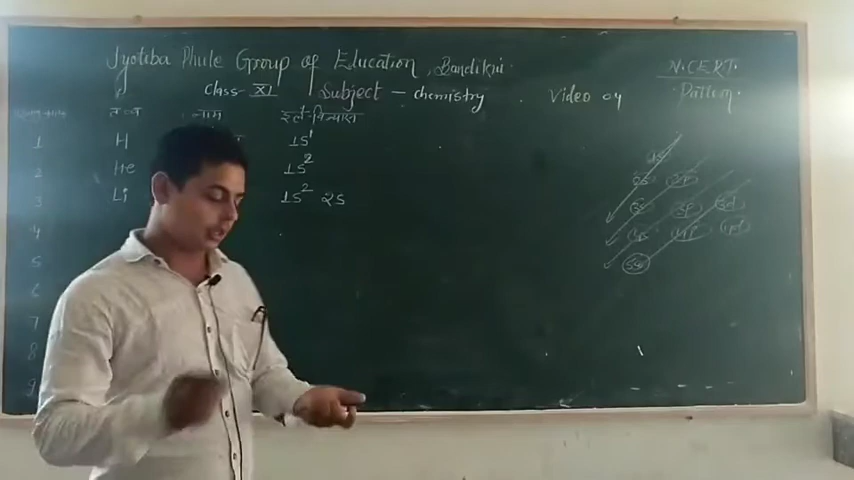 Jyotiba Phule Group of Education, Bandikui
N.C.E.R.T.
Class - XI Subject - chemistry. Video 04 Pattern.
तत्व नाम इले. विन्यास
1 H 1S¹
2 He 1S²
3 Li 1S² 2S
4
5
6
7
8
9
1S
2S 2P
3S 3P 3d
4S 4P 4f
5S